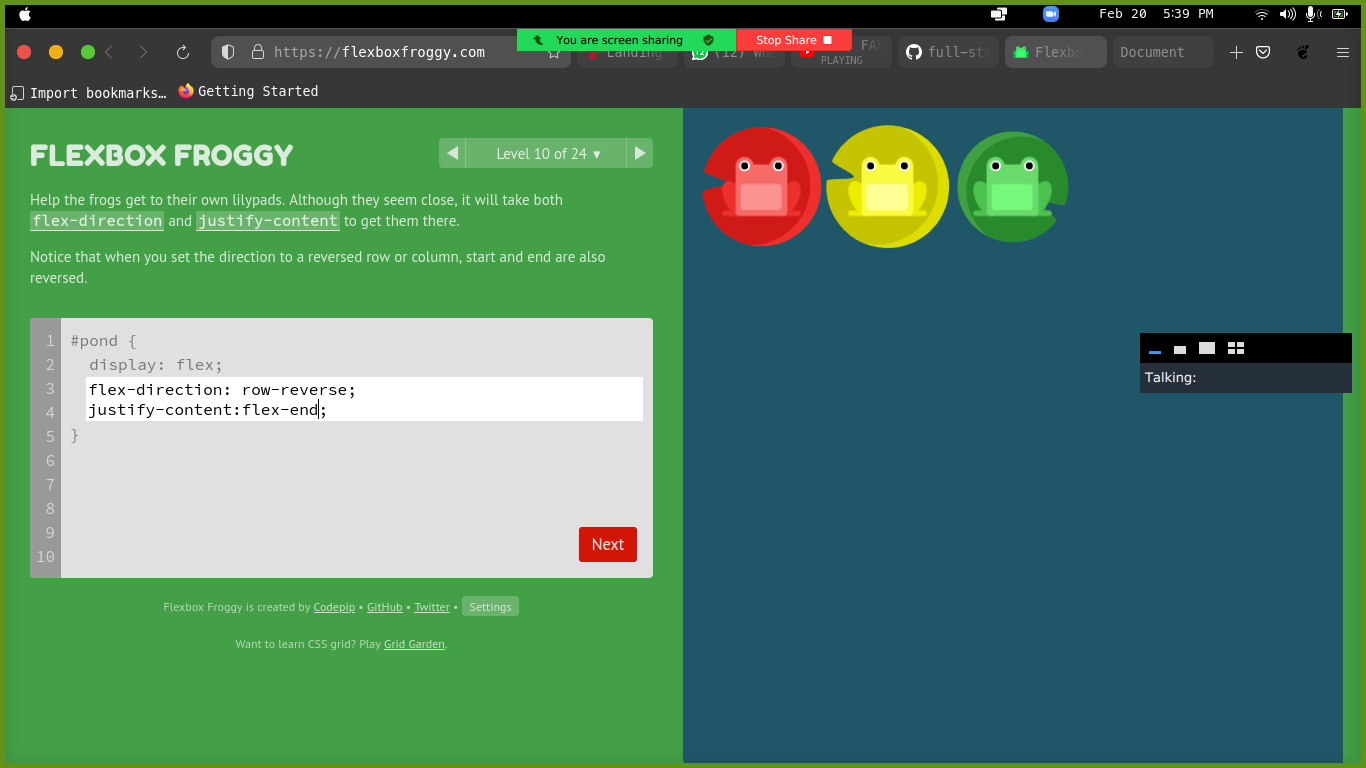 Feb 20 5:39 PM
You are screen sharing
Stop Share
https://flexboxfroggy.com
Landing
(12) Wha
FAV
PLAYING
full-sta
Flexbo
Document
Import bookmarks…
Getting Started
FLEXBOX FROGGY
Level 10 of 24 ▾
Help the frogs get to their own lilypads. Although they seem close, it will take both
flex-direction and justify-content to get them there.
Notice that when you set the direction to a reversed row or column, start and end are also
reversed.
1 #pond {
2 display: flex;
3 flex-direction: row-reverse;
4 justify-content:flex-end;
5 }
6
7
8
9
10
Next
Talking:
Flexbox Froggy is created by Codepip • GitHub • Twitter • Settings
Want to learn CSS grid? Play Grid Garden.